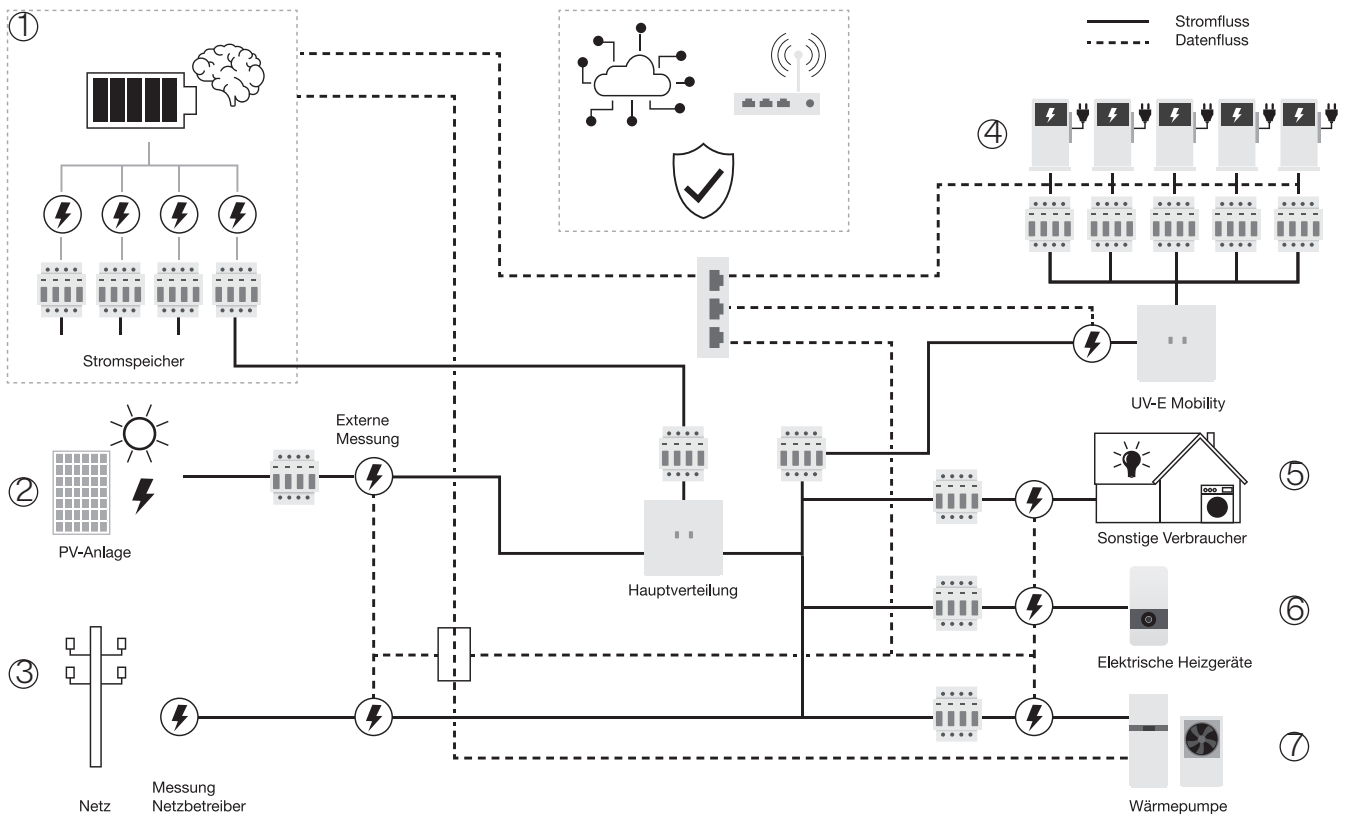 ①
Stromfluss
Datenfluss
④
Stromspeicher
UV-E Mobility
Externe
Messung
②
⑤
PV-Anlage
Sonstige Verbraucher
Hauptverteilung
⑥
③
Elektrische Heizgeräte
⑦
Messung
Netzbetreiber
Netz
Wärmepumpe